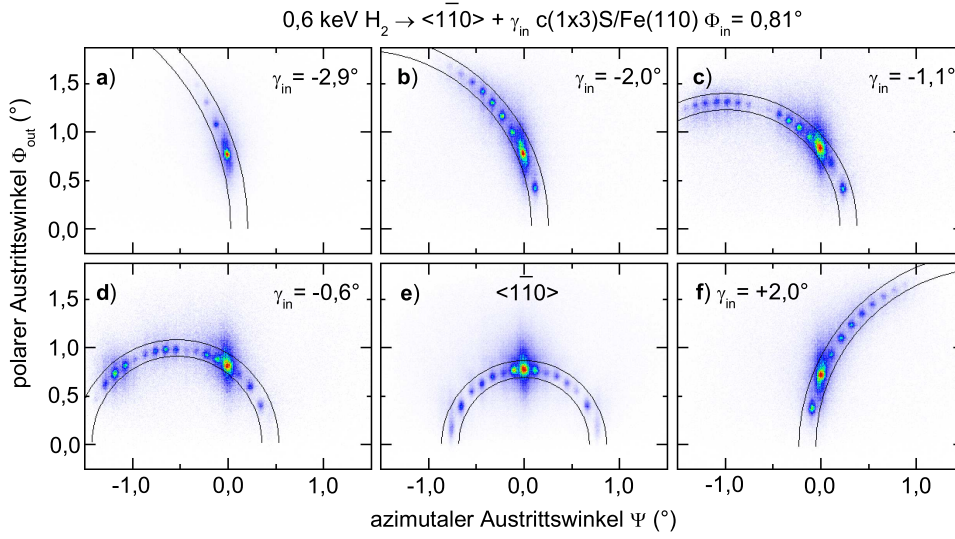 0,6 keV H₂ → <11̅0> + γin c(1x3)S/Fe(110) Φin = 0,81°
a) γin = -2,9°
b) γin = -2,0°
c) γin = -1,1°
1,5
1,0
0,5
0,0
d) γin = -0,6°
e) <11̅0>
f) γin = +2,0°
1,5
1,0
0,5
0,0
polarer Austrittswinkel Φout (°)
-1,0 0,0 1,0 -1,0 0,0 1,0 -1,0 0,0 1,0
azimutaler Austrittswinkel Ψ (°)